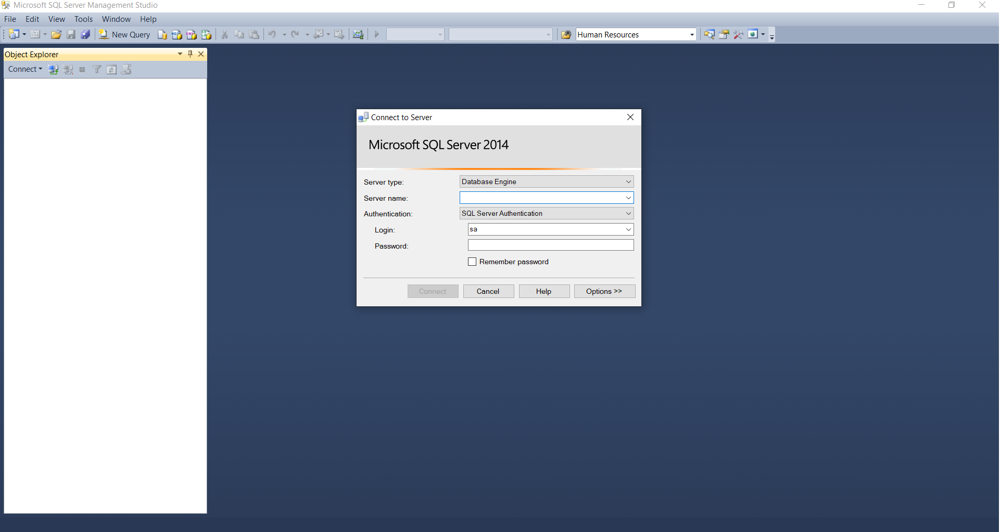 Microsoft SQL Server Management Studio
File Edit View Tools Window Help
New Query Human Resources
Object Explorer
Connect
Connect to Server
Microsoft SQL Server 2014
Server type: Database Engine
Server name:
Authentication: SQL Server Authentication
Login: sa
Password:
Remember password
Connect Cancel Help Options >>